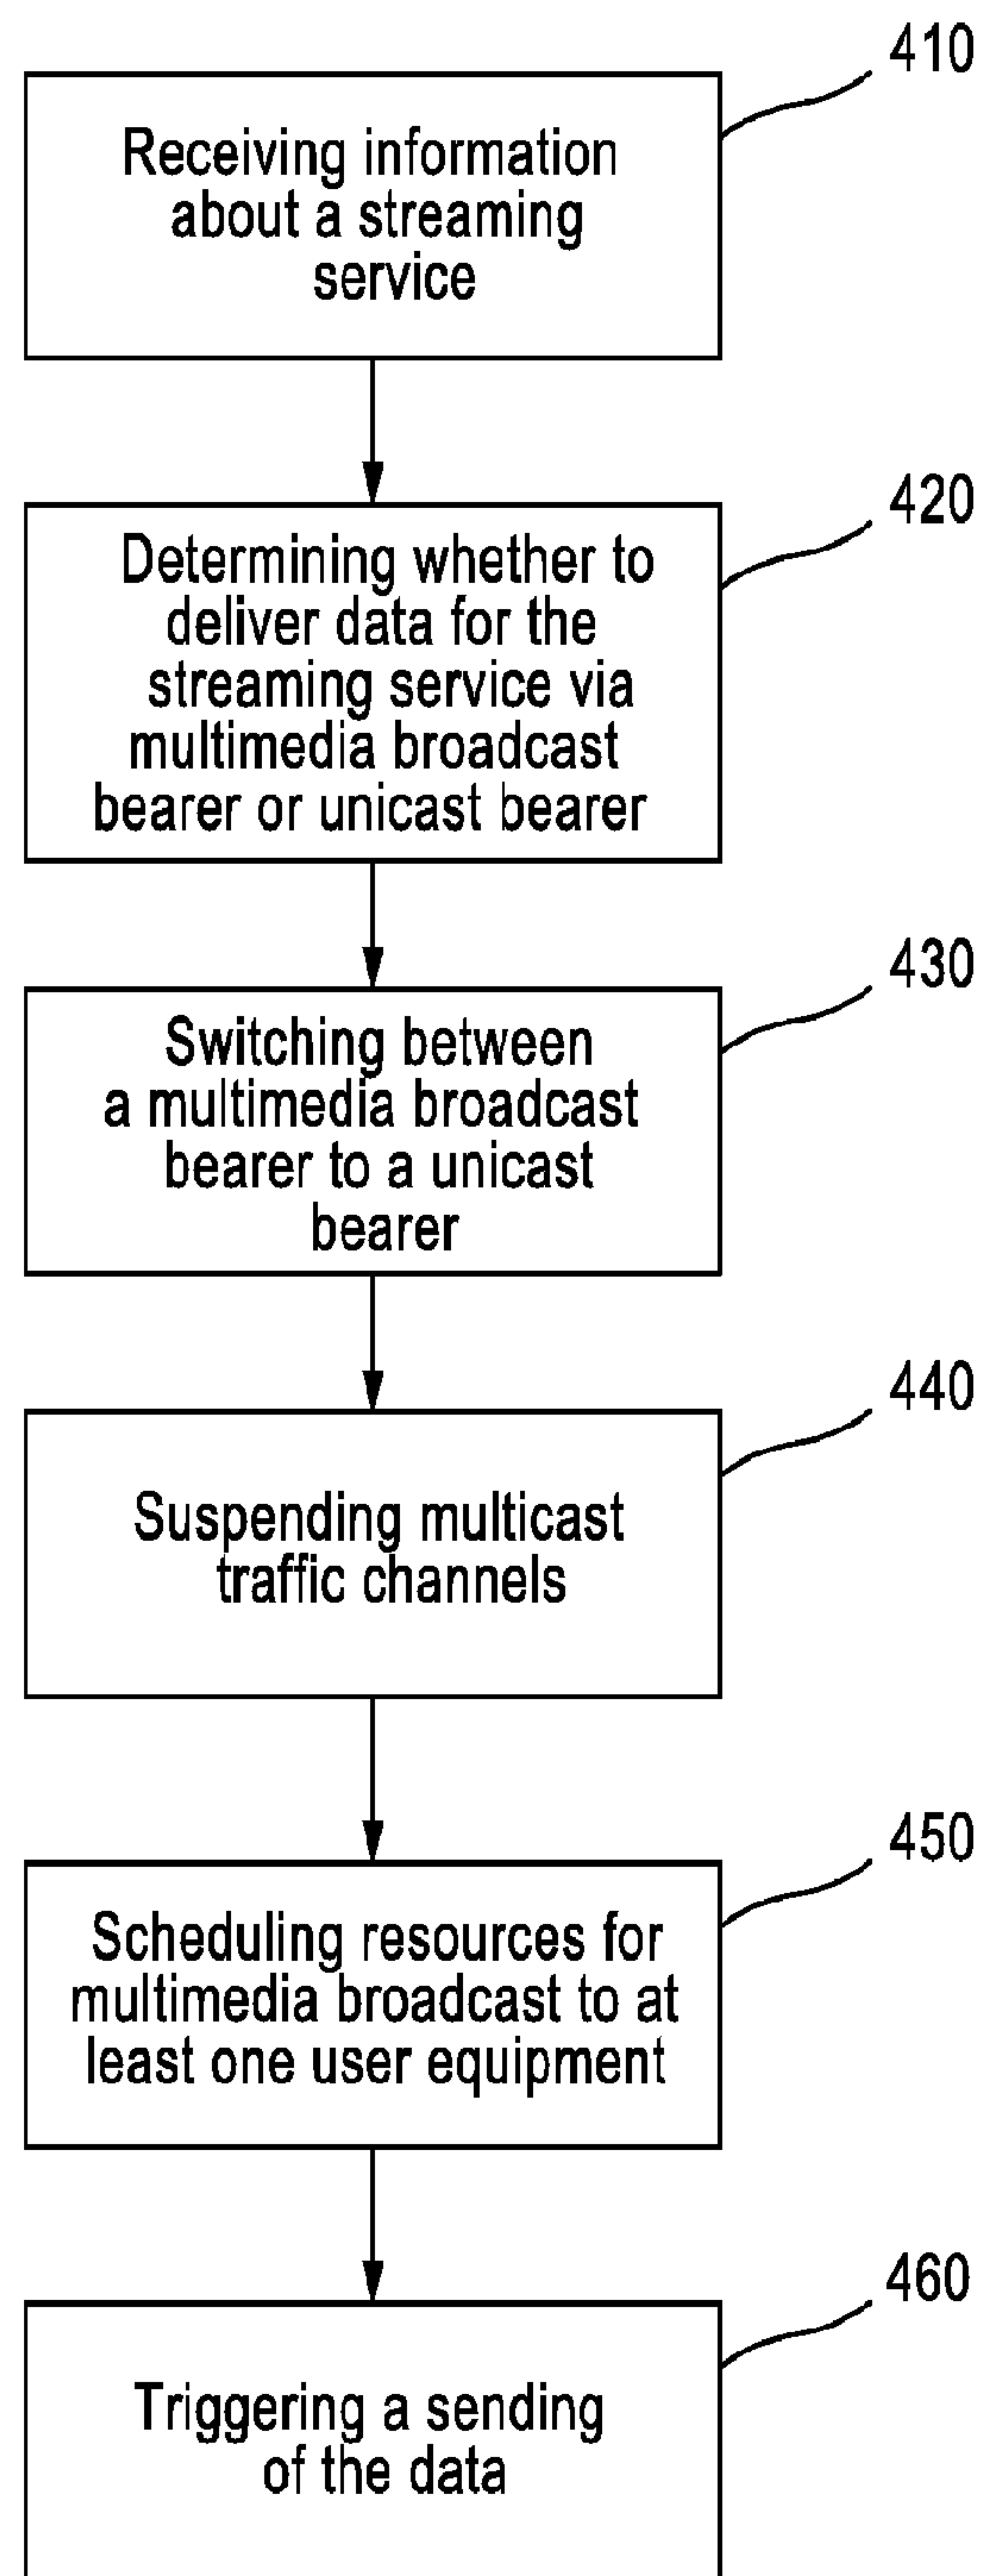 410
Receiving information
about a streaming
service
420
Determining whether to
deliver data for the
streaming service via
multimedia broadcast
bearer or unicast bearer
430
Switching between
a multimedia broadcast
bearer to a unicast
bearer
440
Suspending multicast
traffic channels
450
Scheduling resources for
multimedia broadcast to at
least one user equipment
460
Triggering a sending
of the data